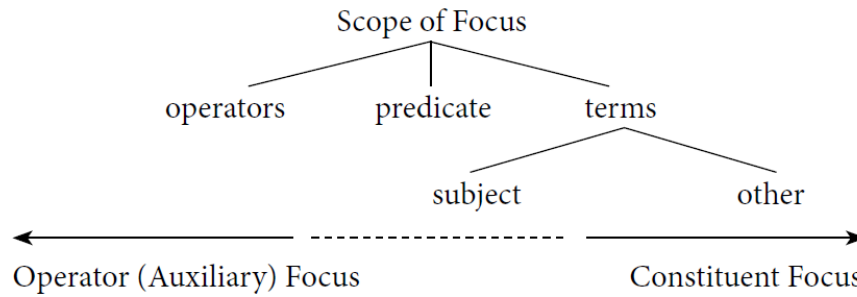 Scope of Focus
operators predicate terms
subject other
Operator (Auxiliary) Focus Constituent Focus